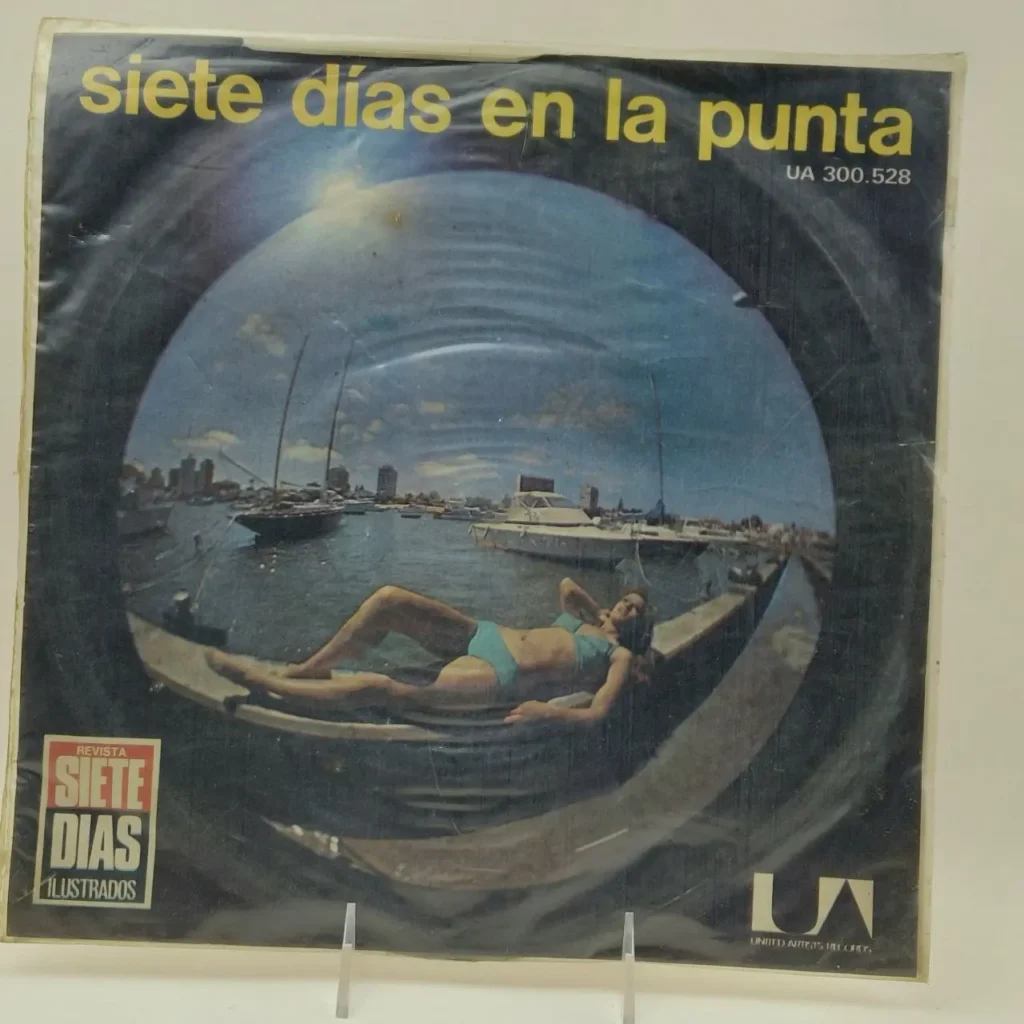 siete días en la punta
UA 300.528
REVISTA
SIETE
DIAS
ILUSTRADOS
UA
UNITED ARTISTS RECORDS